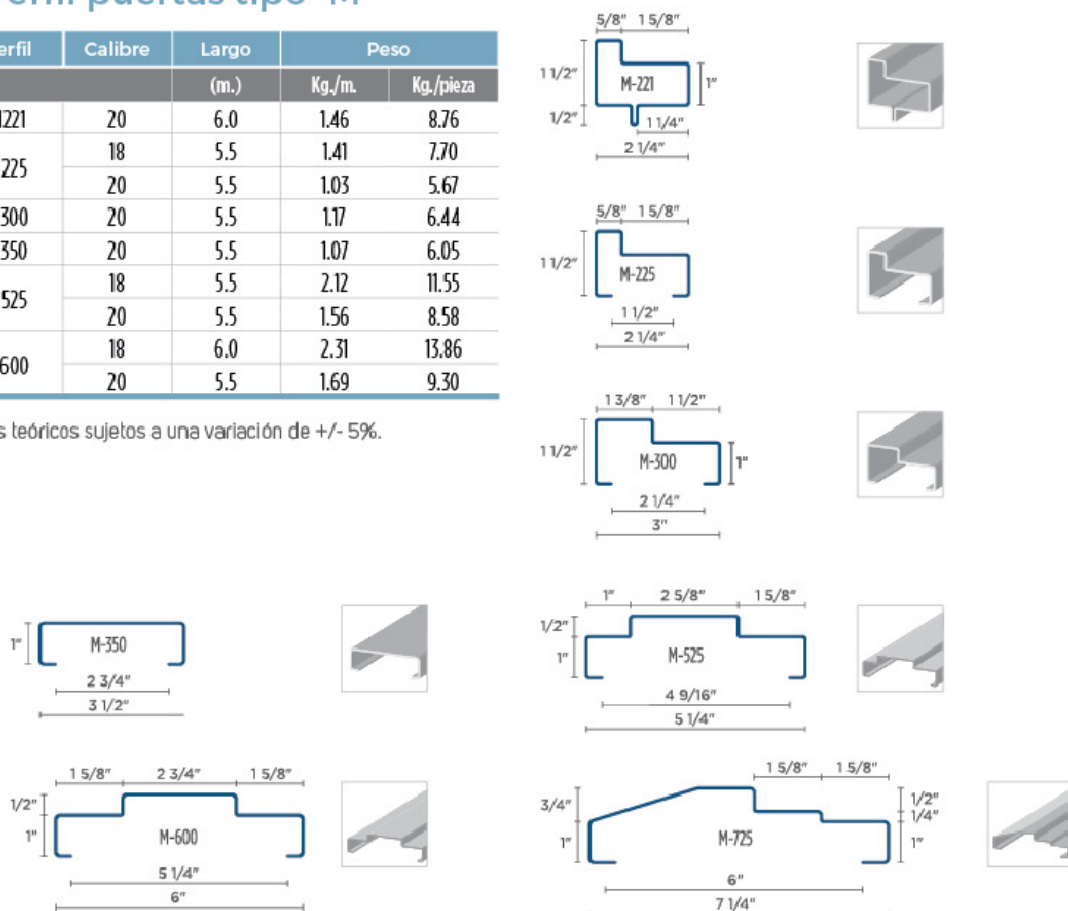 erfil puertas tipo "M"
erfil Calibre Largo Peso
(m.) Kg./m. Kg./pieza
1221 20 6.0 1.46 8.76
225 18 5.5 1.41 7.70
20 5.5 1.03 5.67
300 20 5.5 1.17 6.44
350 20 5.5 1.07 6.05
525 18 5.5 2.12 11.55
20 5.5 1.56 8.58
600 18 6.0 2.31 13.86
20 5.5 1.69 9.30
s teóricos sujetos a una variación de +/- 5%.
5/8" 1 5/8"
1 1/2" M-221 1"
1/2" 1 1/4"
2 1/4"
5/8" 1 5/8"
1 1/2" M-225
1 1/2"
2 1/4"
1 3/8" 1 1/2"
1 1/2" M-300 1"
2 1/4"
3"
1" M-350
2 3/4"
3 1/2"
1" 2 5/8" 1 5/8"
1/2"
1" M-525
4 9/16"
5 1/4"
1 5/8" 2 3/4" 1 5/8"
1/2"
1" M-600
5 1/4"
6"
1 5/8" 1 5/8"
3/4" 1/2"
1/4"
1" M-725 1"
6"
7 1/4"